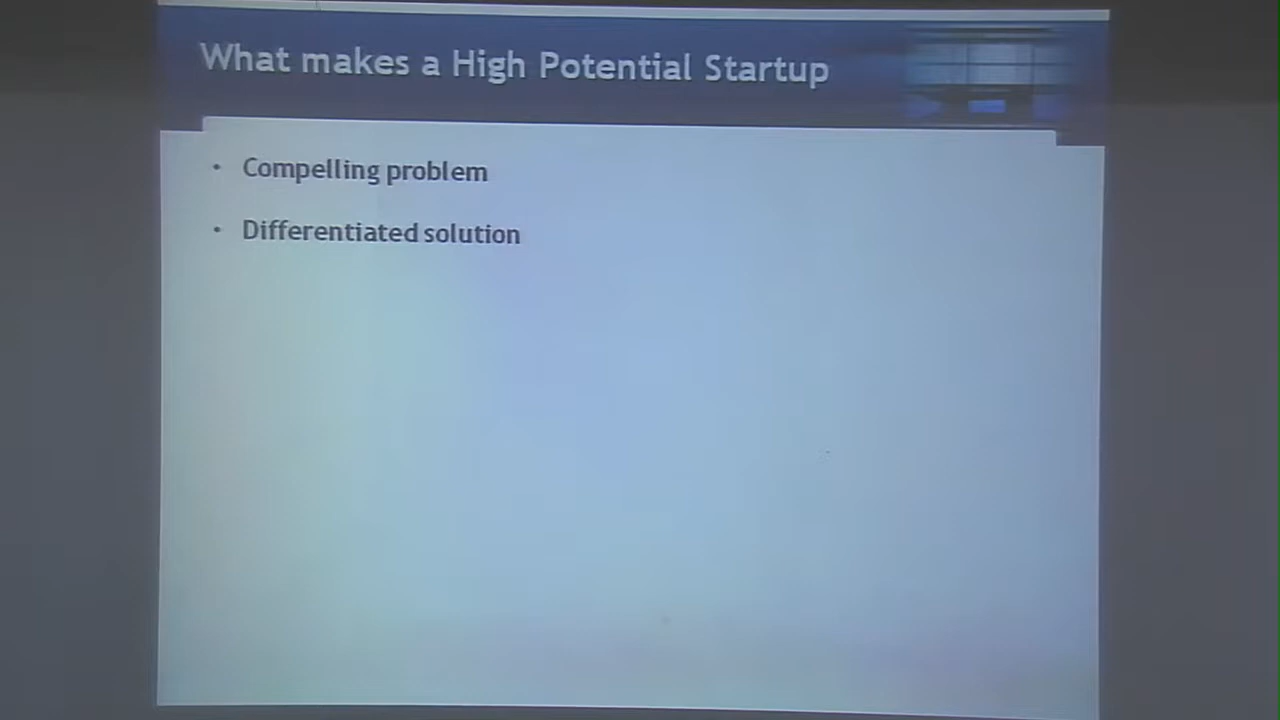 What makes a High Potential Startup
• Compelling problem
• Differentiated solution